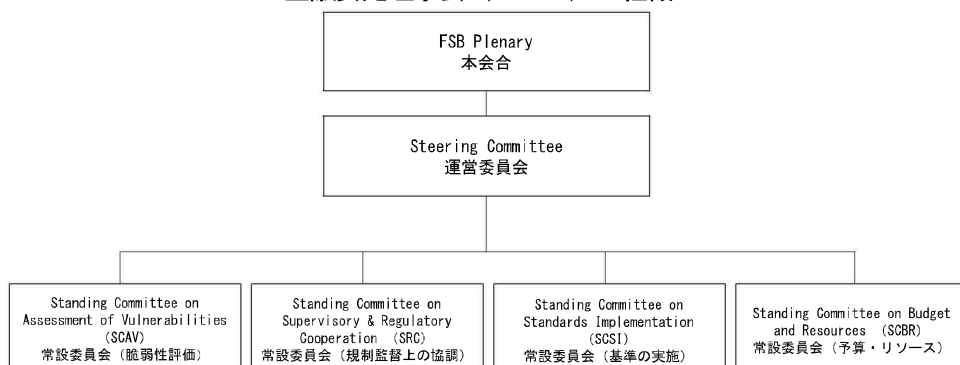 FSB Plenary
本会合
Steering Committee
運営委員会
Standing Committee on
Assessment of Vulnerabilities
(SCAV)
常設委員会（脆弱性評価）
Standing Committee on
Supervisory & Regulatory
Cooperation (SRC)
常設委員会（規制監督上の協調）
Standing Committee on
Standards Implementation
(SCSI)
常設委員会（基準の実施）
Standing Committee on Budget
and Resources (SCBR)
常設委員会（予算・リソース）